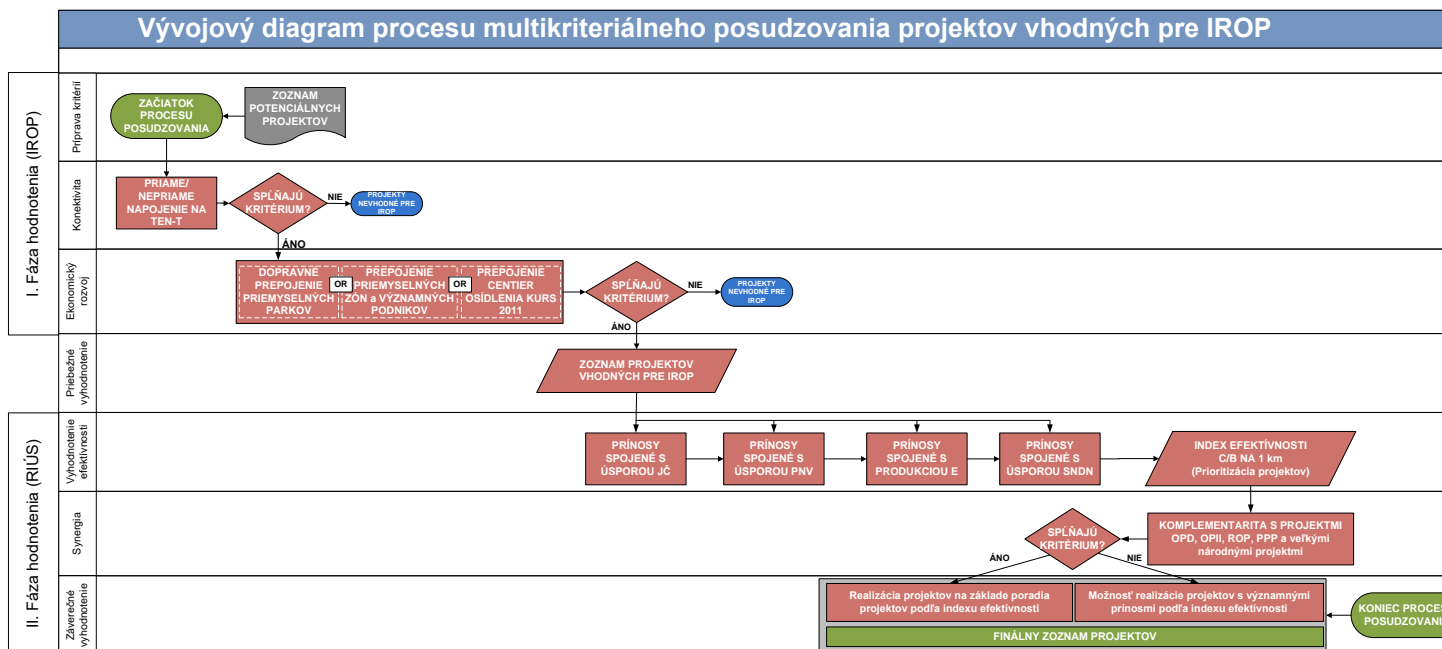 Vývojový diagram procesu multikriteriálneho posudzovania projektov vhodných pre IROP
I. Fáza hodnotenia (IROP)
Príprava kritérií
ZAČIATOK
PROCESU
POSUDZOVANIA
ZOZNAM
POTENCIÁLNYCH
PROJEKTOV
Konektivita
PRIAME/
NEPRIAME
NAPOJENIE NA
TEN-T
SPĹŇAJÚ
KRITÉRIUM?
NIE
PROJEKTY
NEVHODNÉ PRE
IROP
ÁNO
Ekonomický
rozvoj
DOPRAVNÉ
PREPOJENIE
PRIEMYSELNÝCH
PARKOV
OR
PREPOJENIE
PRIEMYSELNÝCH
ZÓN a VÝZNAMNÝCH
PODNIKOV
OR
PREPOJENIE
CENTIER
OSÍDLENIA KURS
2011
SPĹŇAJÚ
KRITÉRIUM?
NIE
PROJEKTY
NEVHODNÉ PRE
IROP
ÁNO
Priebežné
vyhodnotenie
ZOZNAM PROJEKTOV
VHODNÝCH PRE IROP
II. Fáza hodnotenia (RIÚS)
Vyhodnotenie
efektívnosti
PRÍNOSY
SPOJENÉ S
ÚSPOROU JČ
PRÍNOSY
SPOJENÉ S
ÚSPOROU PNV
PRÍNOSY
SPOJENÉ S
PRODUKCIOU E
PRÍNOSY
SPOJENÉ S
ÚSPOROU SNDN
INDEX EFEKTÍVNOSTI
C/B NA 1 km
(Prioritizácia projektov)
Synergia
SPĹŇAJÚ
KRITÉRIUM?
KOMPLEMENTARITA S PROJEKTMI
OPD, OPII, ROP, PPP a veľkými
národnými projektmi
ÁNO
NIE
Záverečné
vyhodnotenie
Realizácia projektov na základe poradia
projektov podľa indexu efektívnosti
Možnosť realizácie projektov s významnými
prinosmi podľa indexu efektívnosti
FINÁLNY ZOZNAM PROJEKTOV
KONIEC PROCES
POSUDZOVANI